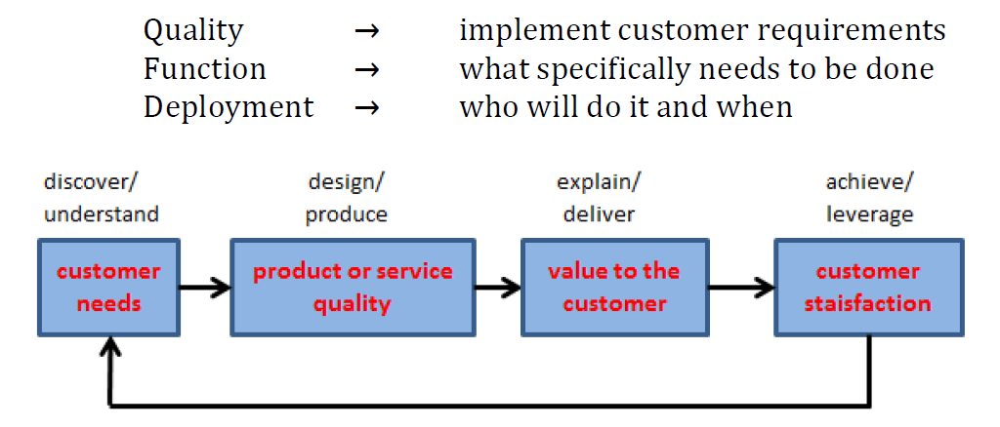 Quality → implement customer requirements
Function → what specifically needs to be done
Deployment → who will do it and when
discover/
understand
design/
produce
explain/
deliver
achieve/
leverage
customer
needs
product or service
quality
value to the
customer
customer
staisfaction